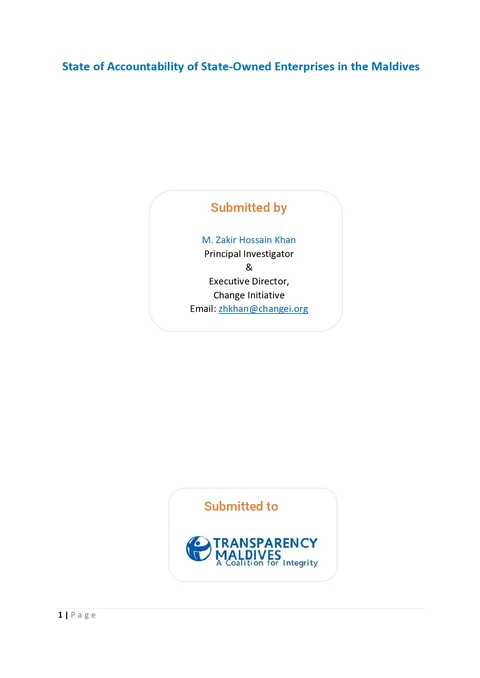 State of Accountability of State-Owned Enterprises in the Maldives
Submitted by
M. Zakir Hossain Khan
Principal Investigator
&
Executive Director,
Change Initiative
Email: zhkhan@changei.org
Submitted to
TRANSPARENCY
MALDIVES
A Coalition for Integrity
1 | Page